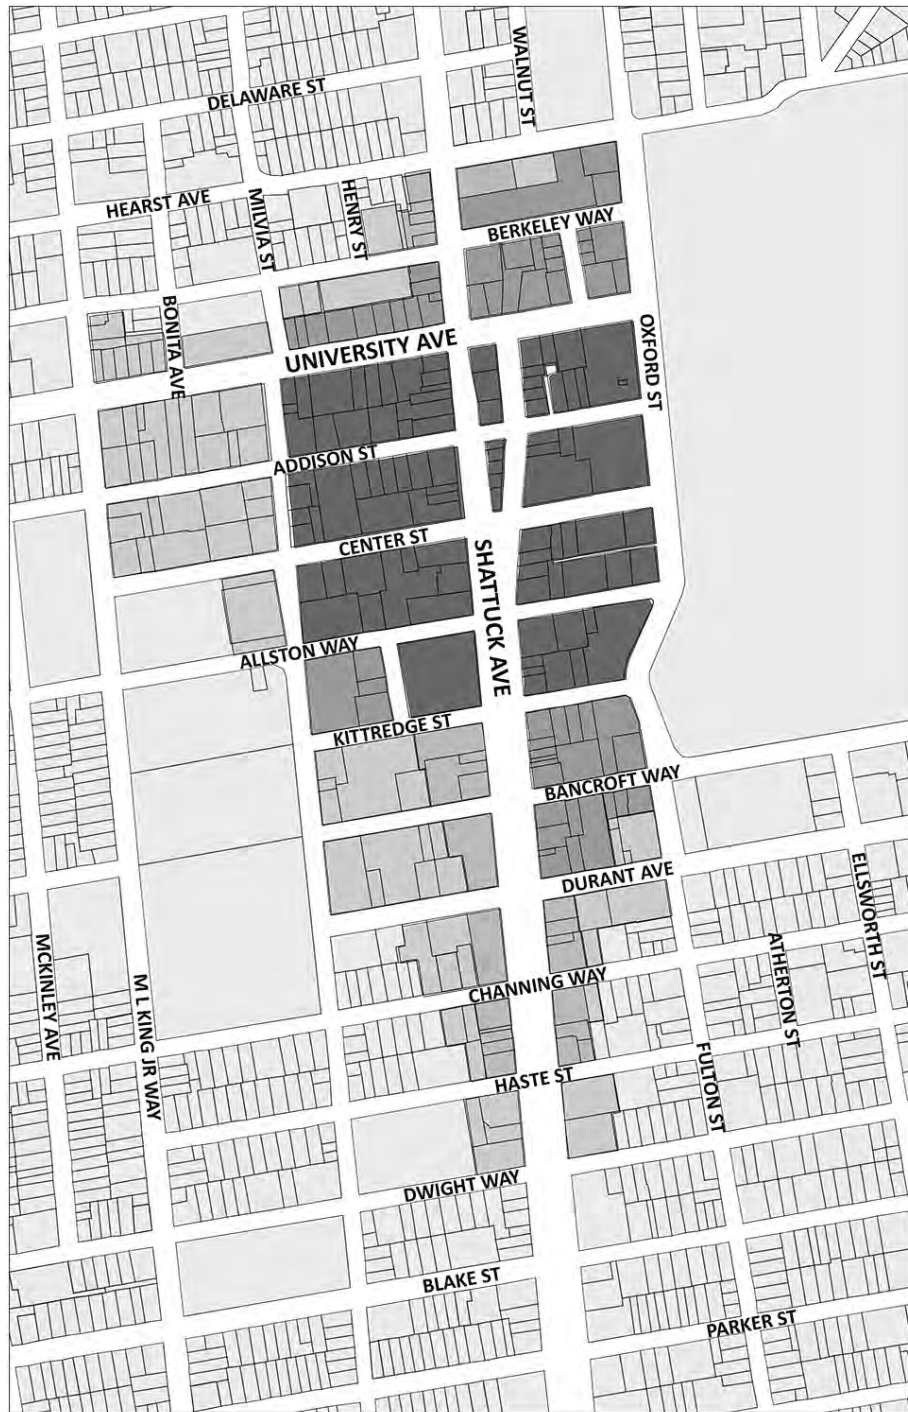 WALNUT ST
DELAWARE ST
HEARST AVE
MILVIA ST
HENRY ST
BERKELEY WAY
BONITA AVE
UNIVERSITY AVE
OXFORD ST
ADDISON ST
CENTER ST
SHATTUCK AVE
ALLSTON WAY
KITTREDGE ST
BANCROFT WAY
DURANT AVE
ELLSWORTH ST
MCKINLEY AVE
M L KING JR WAY
CHANNING WAY
ATHERTON ST
HASTE ST
FULTON ST
DWIGHT WAY
BLAKE ST
PARKER ST